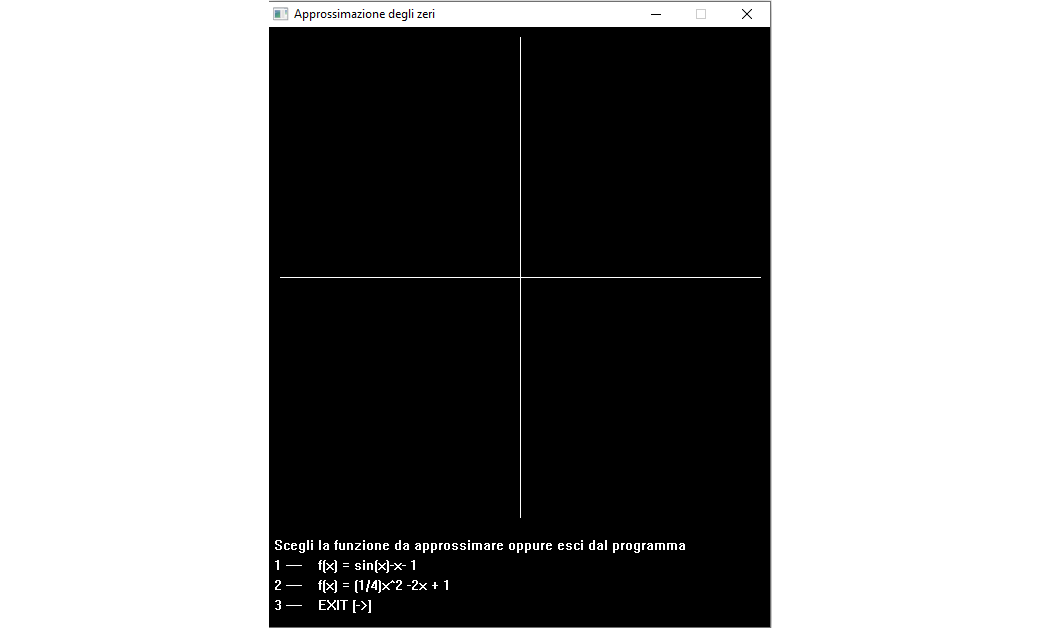 Approssimazione degli zeri
Scegli la funzione da approssimare oppure esci dal programma
1 — f(x) = sin(x)-x- 1
2 — f(x) = (1/4)x^2 -2x + 1
3 — EXIT [->]